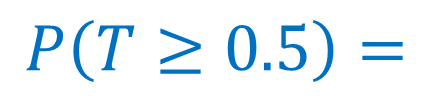 P(T ≥ 0.5) =